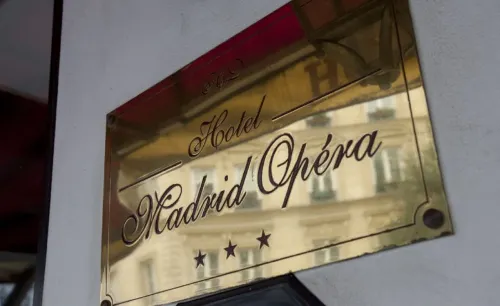 Hotel
Madrid Opéra
★ ★ ★